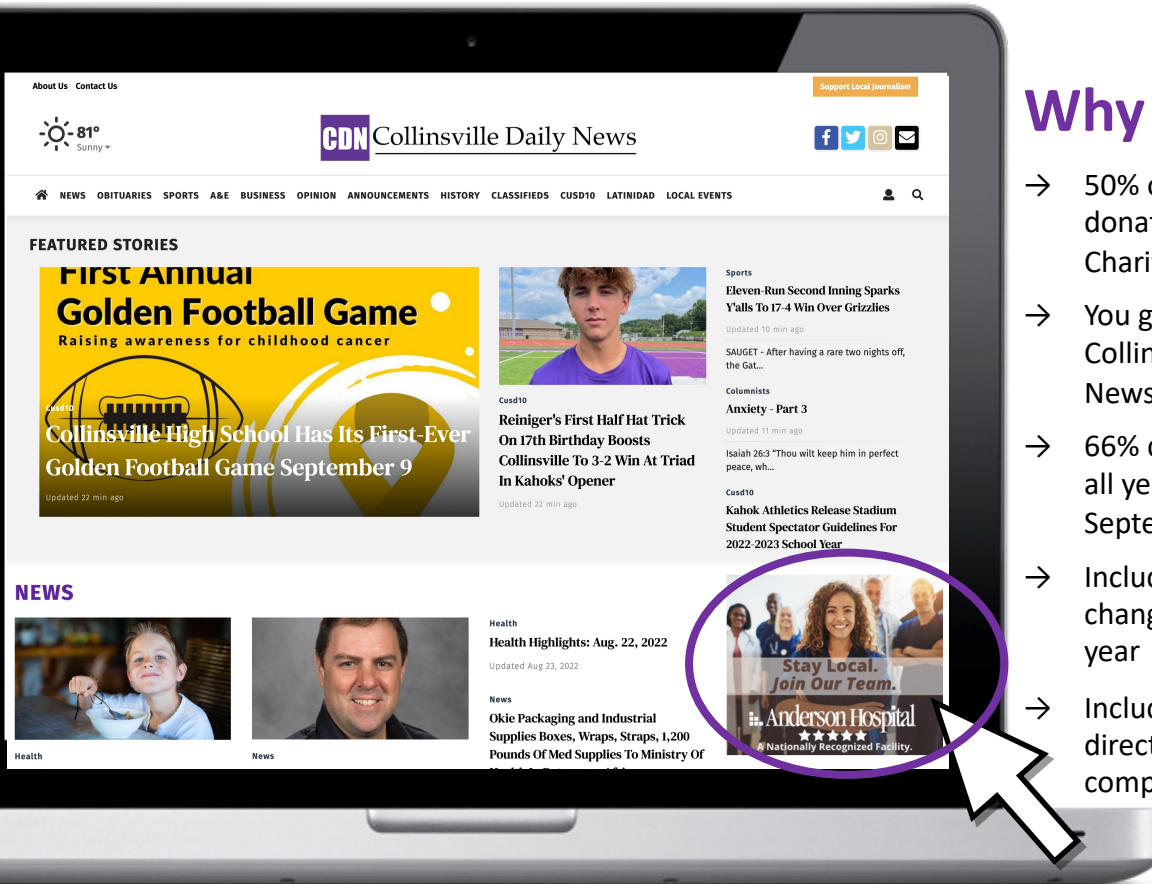 About Us Contact Us
Support Local Journalism
81°
Sunny
CDN Collinsville Daily News
NEWS OBITUARIES SPORTS A&E BUSINESS OPINION ANNOUNCEMENTS HISTORY CLASSIFIEDS CUSD10 LATINIDAD LOCAL EVENTS
FEATURED STORIES
First Annual
Golden Football Game
Raising awareness for childhood cancer
Cusd10
Collinsville High School Has Its First-Ever
Golden Football Game September 9
Updated 22 min ago
Cusd10
Reiniger's First Half Hat Trick
On 17th Birthday Boosts
Collinsville To 3-2 Win At Triad
In Kahoks' Opener
Updated 22 min ago
Sports
Eleven-Run Second Inning Sparks
Y'alls To 17-4 Win Over Grizzlies
Updated 10 min ago
SAUGET - After having a rare two nights off,
the Gat...
Columnists
Anxiety - Part 3
Updated 11 min ago
Isaiah 26:3 "Thou wilt keep him in perfect
peace, wh...
Cusd10
Kahok Athletics Release Stadium
Student Spectator Guidelines For
2022-2023 School Year
NEWS
Health
News
Health
Health Highlights: Aug. 22, 2022
Updated Aug 23, 2022
News
Okie Packaging and Industrial
Supplies Boxes, Wraps, Straps, 1,200
Pounds Of Med Supplies To Ministry Of
Stay Local.
Join Our Team.
Anderson Hospital
A Nationally Recognized Facility.
Why
→ 50%
donat
Chari
→ You g
Collin
News
→ 66%
all ye
Septe
→ Includ
chang
year
→ Includ
direct
comp